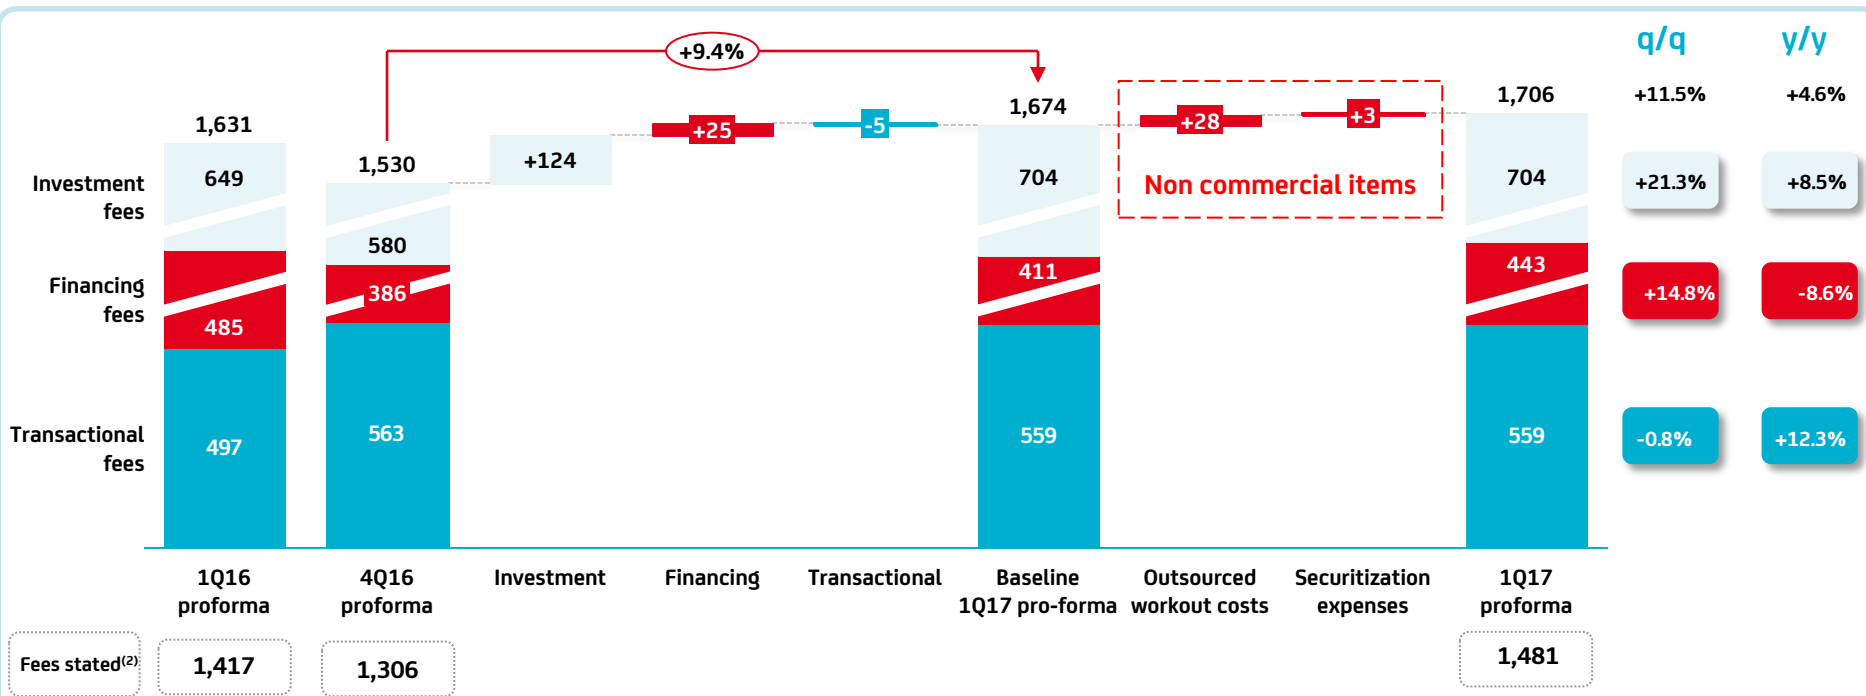 q/q y/y
+9.4%
1,631 1,530 1,674 1,706 +11.5% +4.6%
Investment
fees
649 580 +124 +25 -5 704 +28 +3 704 +21.3% +8.5%
Non commercial items
Financing
fees
485 386 411 443 +14.8% -8.6%
Transactional
fees
497 563 559 559 -0.8% +12.3%
1Q16
proforma
4Q16
proforma
Investment
Financing
Transactional
Baseline
1Q17 pro-forma
Outsourced
workout costs
Securitization
expenses
1Q17
proforma
Fees stated(2) 1,417 1,306 1,481